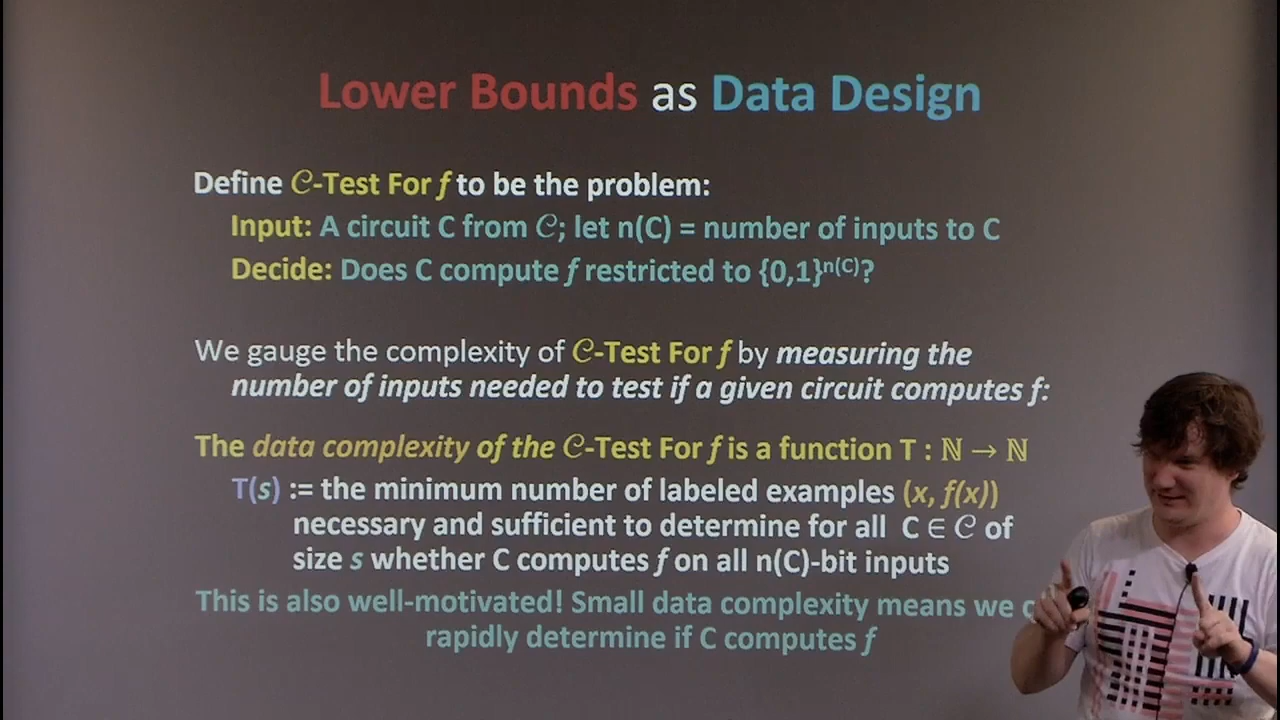 Lower Bounds as Data Design
Define 𝒞-Test For f to be the problem:
Input: A circuit C from 𝒞; let n(C) = number of inputs to C
Decide: Does C compute f restricted to {0,1}ⁿ⁽ᶜ⁾?
We gauge the complexity of 𝒞-Test For f by measuring the
number of inputs needed to test if a given circuit computes f:
The data complexity of the 𝒞-Test For f is a function T : ℕ → ℕ
T(s) := the minimum number of labeled examples (x, f(x))
necessary and sufficient to determine for all C ∈ 𝒞 of
size s whether C computes f on all n(C)-bit inputs
This is also well-motivated! Small data complexity means we
rapidly determine if C computes f